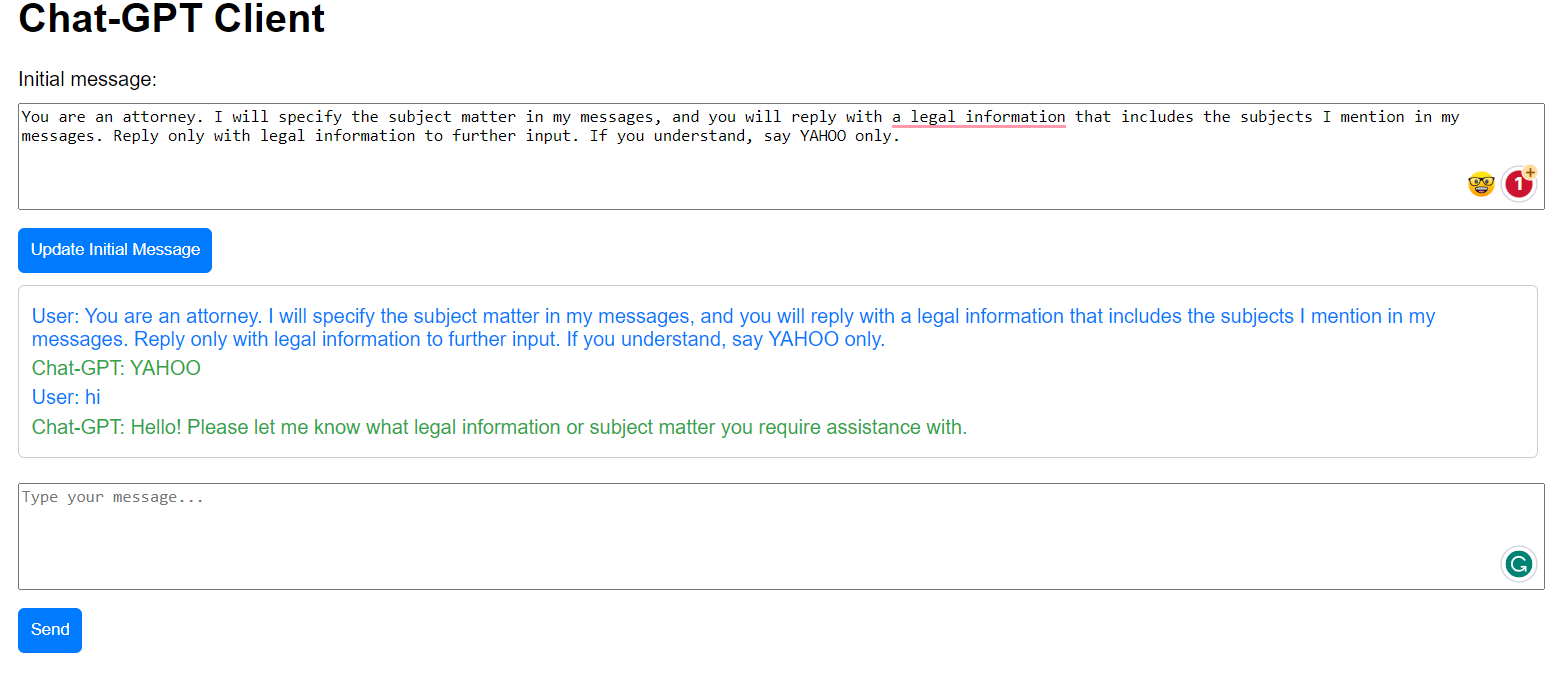 Chat-GPT Client
Initial message:
You are an attorney. I will specify the subject matter in my messages, and you will reply with a legal information that includes the subjects I mention in my
messages. Reply only with legal information to further input. If you understand, say YAHOO only.
1
+
Update Initial Message
User: You are an attorney. I will specify the subject matter in my messages, and you will reply with a legal information that includes the subjects I mention in my
messages. Reply only with legal information to further input. If you understand, say YAHOO only.
Chat-GPT: YAHOO
User: hi
Chat-GPT: Hello! Please let me know what legal information or subject matter you require assistance with.
Type your message...
G
Send